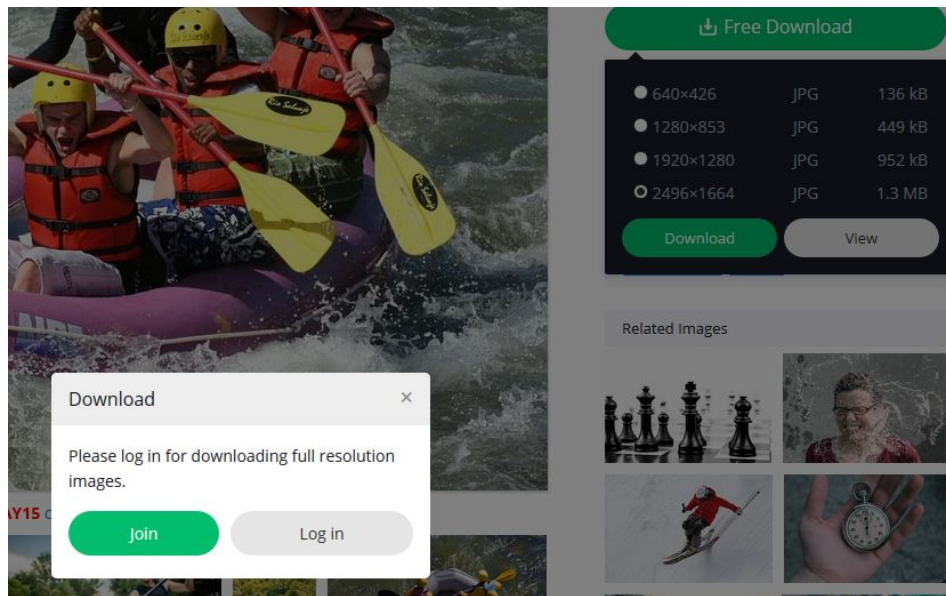 Free Download
640×426 JPG 136 kB
1280×853 JPG 449 kB
1920×1280 JPG 952 kB
2496×1664 JPG 1.3 MB
Download View
Related Images
Download ×
Please log in for downloading full resolution
images.
Join Log in
AY15